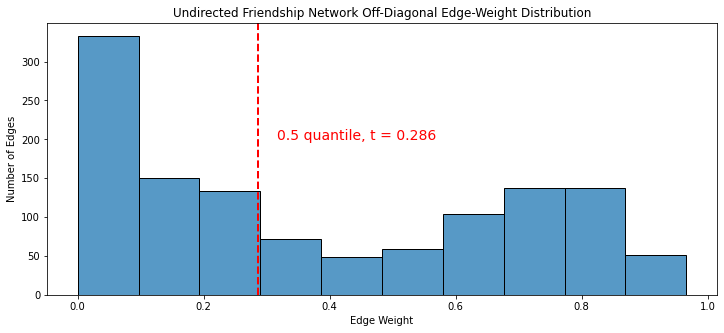 Undirected Friendship Network Off-Diagonal Edge-Weight Distribution
300
250
200
150
100
50
0
Number of Edges
0.5 quantile, t = 0.286
0.0 0.2 0.4 0.6 0.8 1.0
Edge Weight